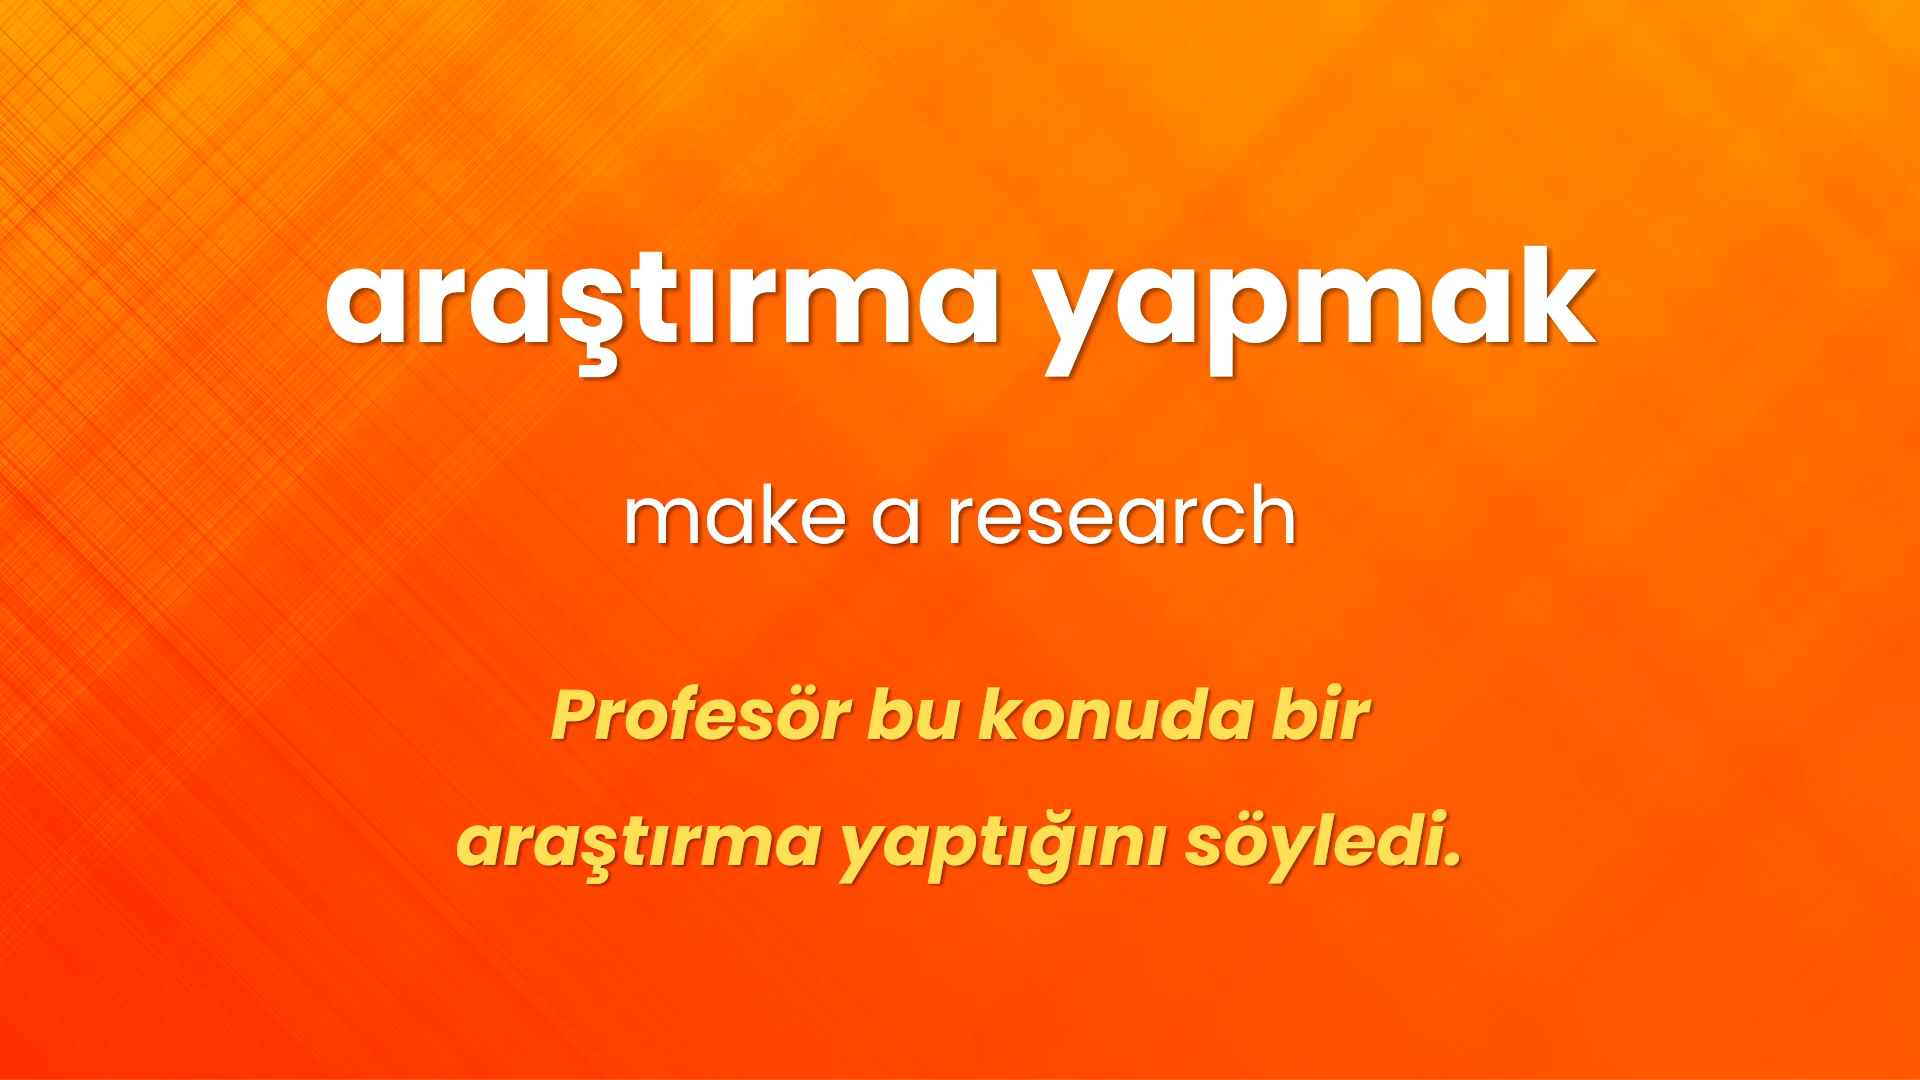 araştırma yapmak
make a research
Profesör bu konuda bir
araştırma yaptığını söyledi.